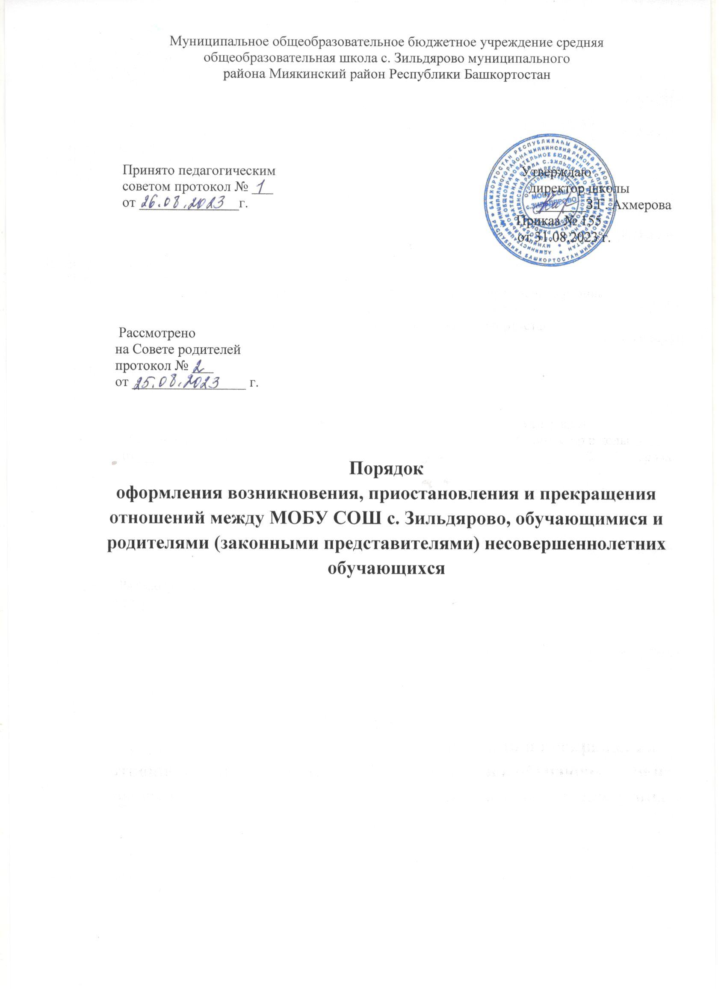 Муниципальное общеобразовательное бюджетное учреждение средняя
общеобразовательная школа с. Зильдярово муниципального
района Миякинский район Республики Башкортостан
Принято педагогическим
советом протокол № 1
от 26.08.2023 г.
Утверждаю
директор школы
З.Г. Ахмерова
Приказ № 155
от 31.08.2023 г.
МОБУ СОШ
с.ЗИЛЬДЯРОВО
Рассмотрено
на Совете родителей
протокол № 2
от 25.08.2023 г.
Порядок
оформления возникновения, приостановления и прекращения
отношений между МОБУ СОШ с. Зильдярово, обучающимися и
родителями (законными представителями) несовершеннолетних
обучающихся